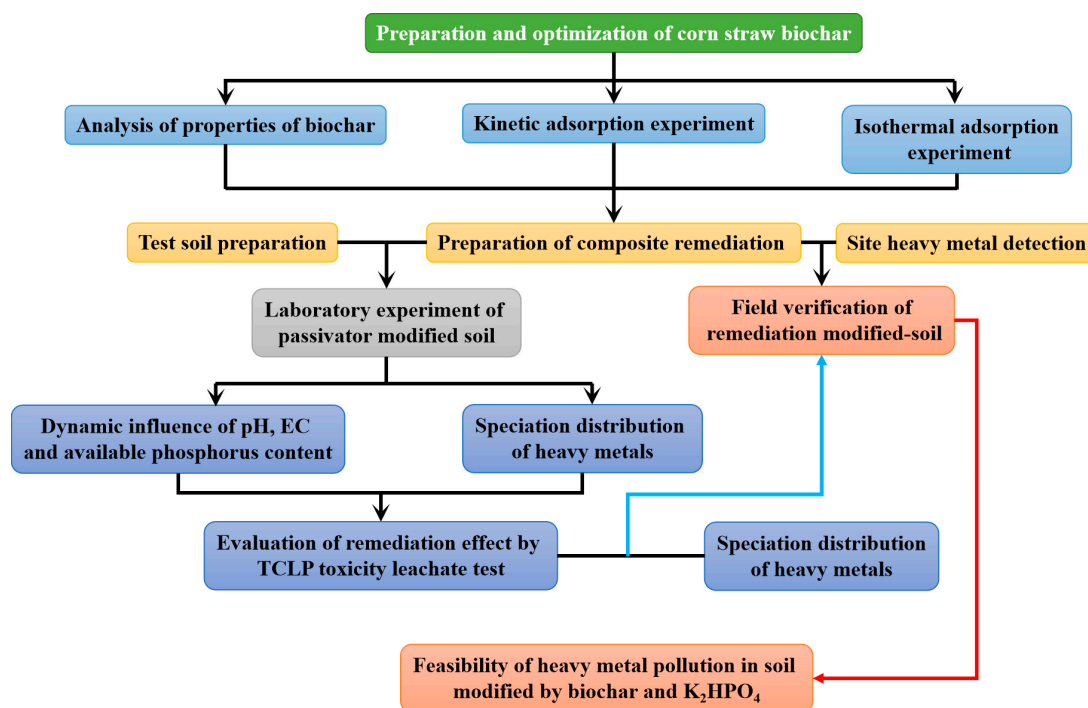 Preparation and optimization of corn straw biochar
Analysis of properties of biochar
Kinetic adsorption experiment
Isothermal adsorption
experiment
Test soil preparation
Preparation of composite remediation
Site heavy metal detection
Laboratory experiment of
passivator modified soil
Field verification of
remediation modified-soil
Dynamic influence of pH, EC
and available phosphorus content
Speciation distribution
of heavy metals
Evaluation of remediation effect by
TCLP toxicity leachate test
Speciation distribution
of heavy metals
Feasibility of heavy metal pollution in soil
modified by biochar and K₂HPO₄